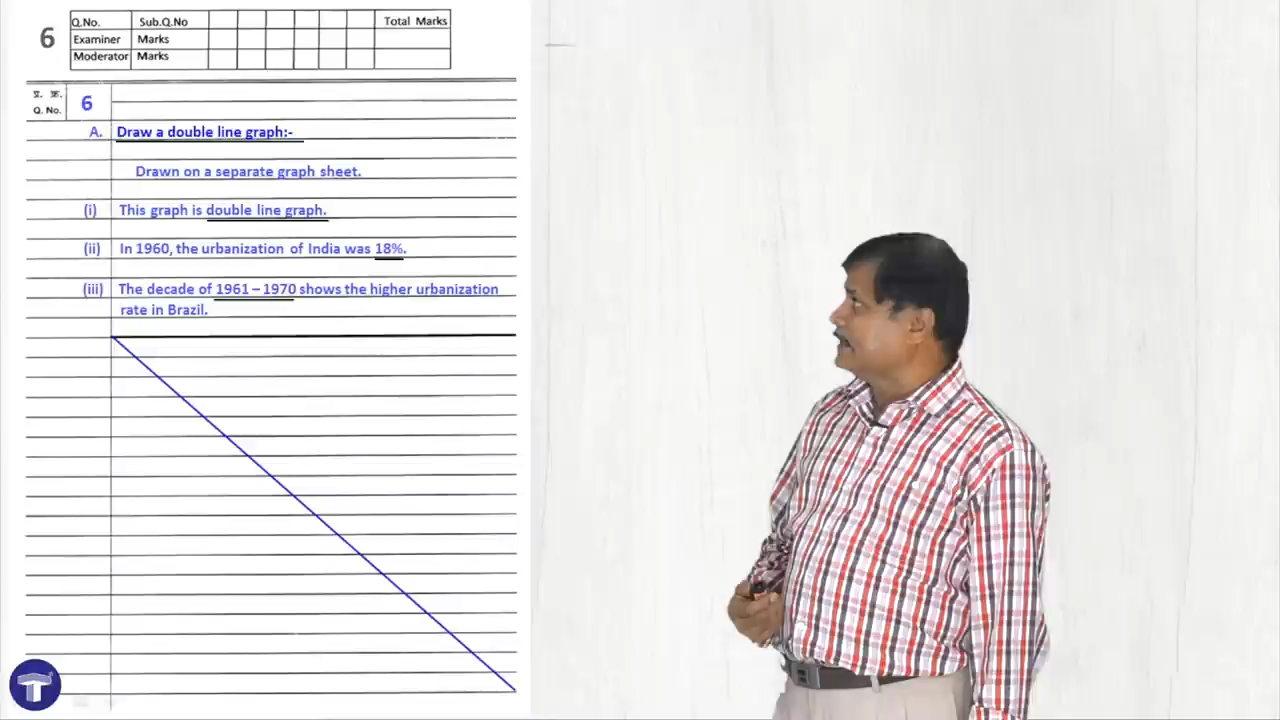 6
Q.No. Sub.Q.No Total Marks
Examiner Marks
Moderator Marks
प्र. क्र.
Q. No.
6
A. Draw a double line graph:-
Drawn on a separate graph sheet.
(i) This graph is double line graph.
(ii) In 1960, the urbanization of India was 18%.
(iii) The decade of 1961 – 1970 shows the higher urbanization
rate in Brazil.